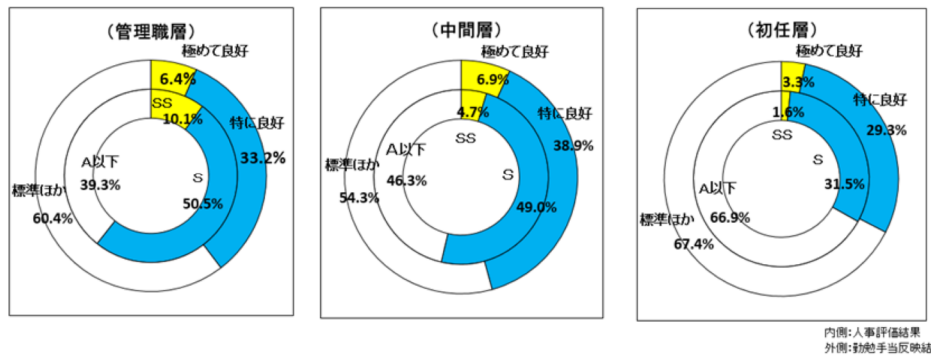 （管理職層）
極めて良好
6.4%
SS
10.1%
特に良好
33.2%
A以下
39.3%
S
50.5%
標準ほか
60.4%
（中間層）
極めて良好
6.9%
4.7%
SS
特に良好
38.9%
A以下
46.3%
S
49.0%
標準ほか
54.3%
（初任層）
極めて良好
3.3%
1.6%
SS
特に良好
29.3%
S
31.5%
A以下
66.9%
標準ほか
67.4%
内側：人事評価結果
外側：勤勉手当反映結